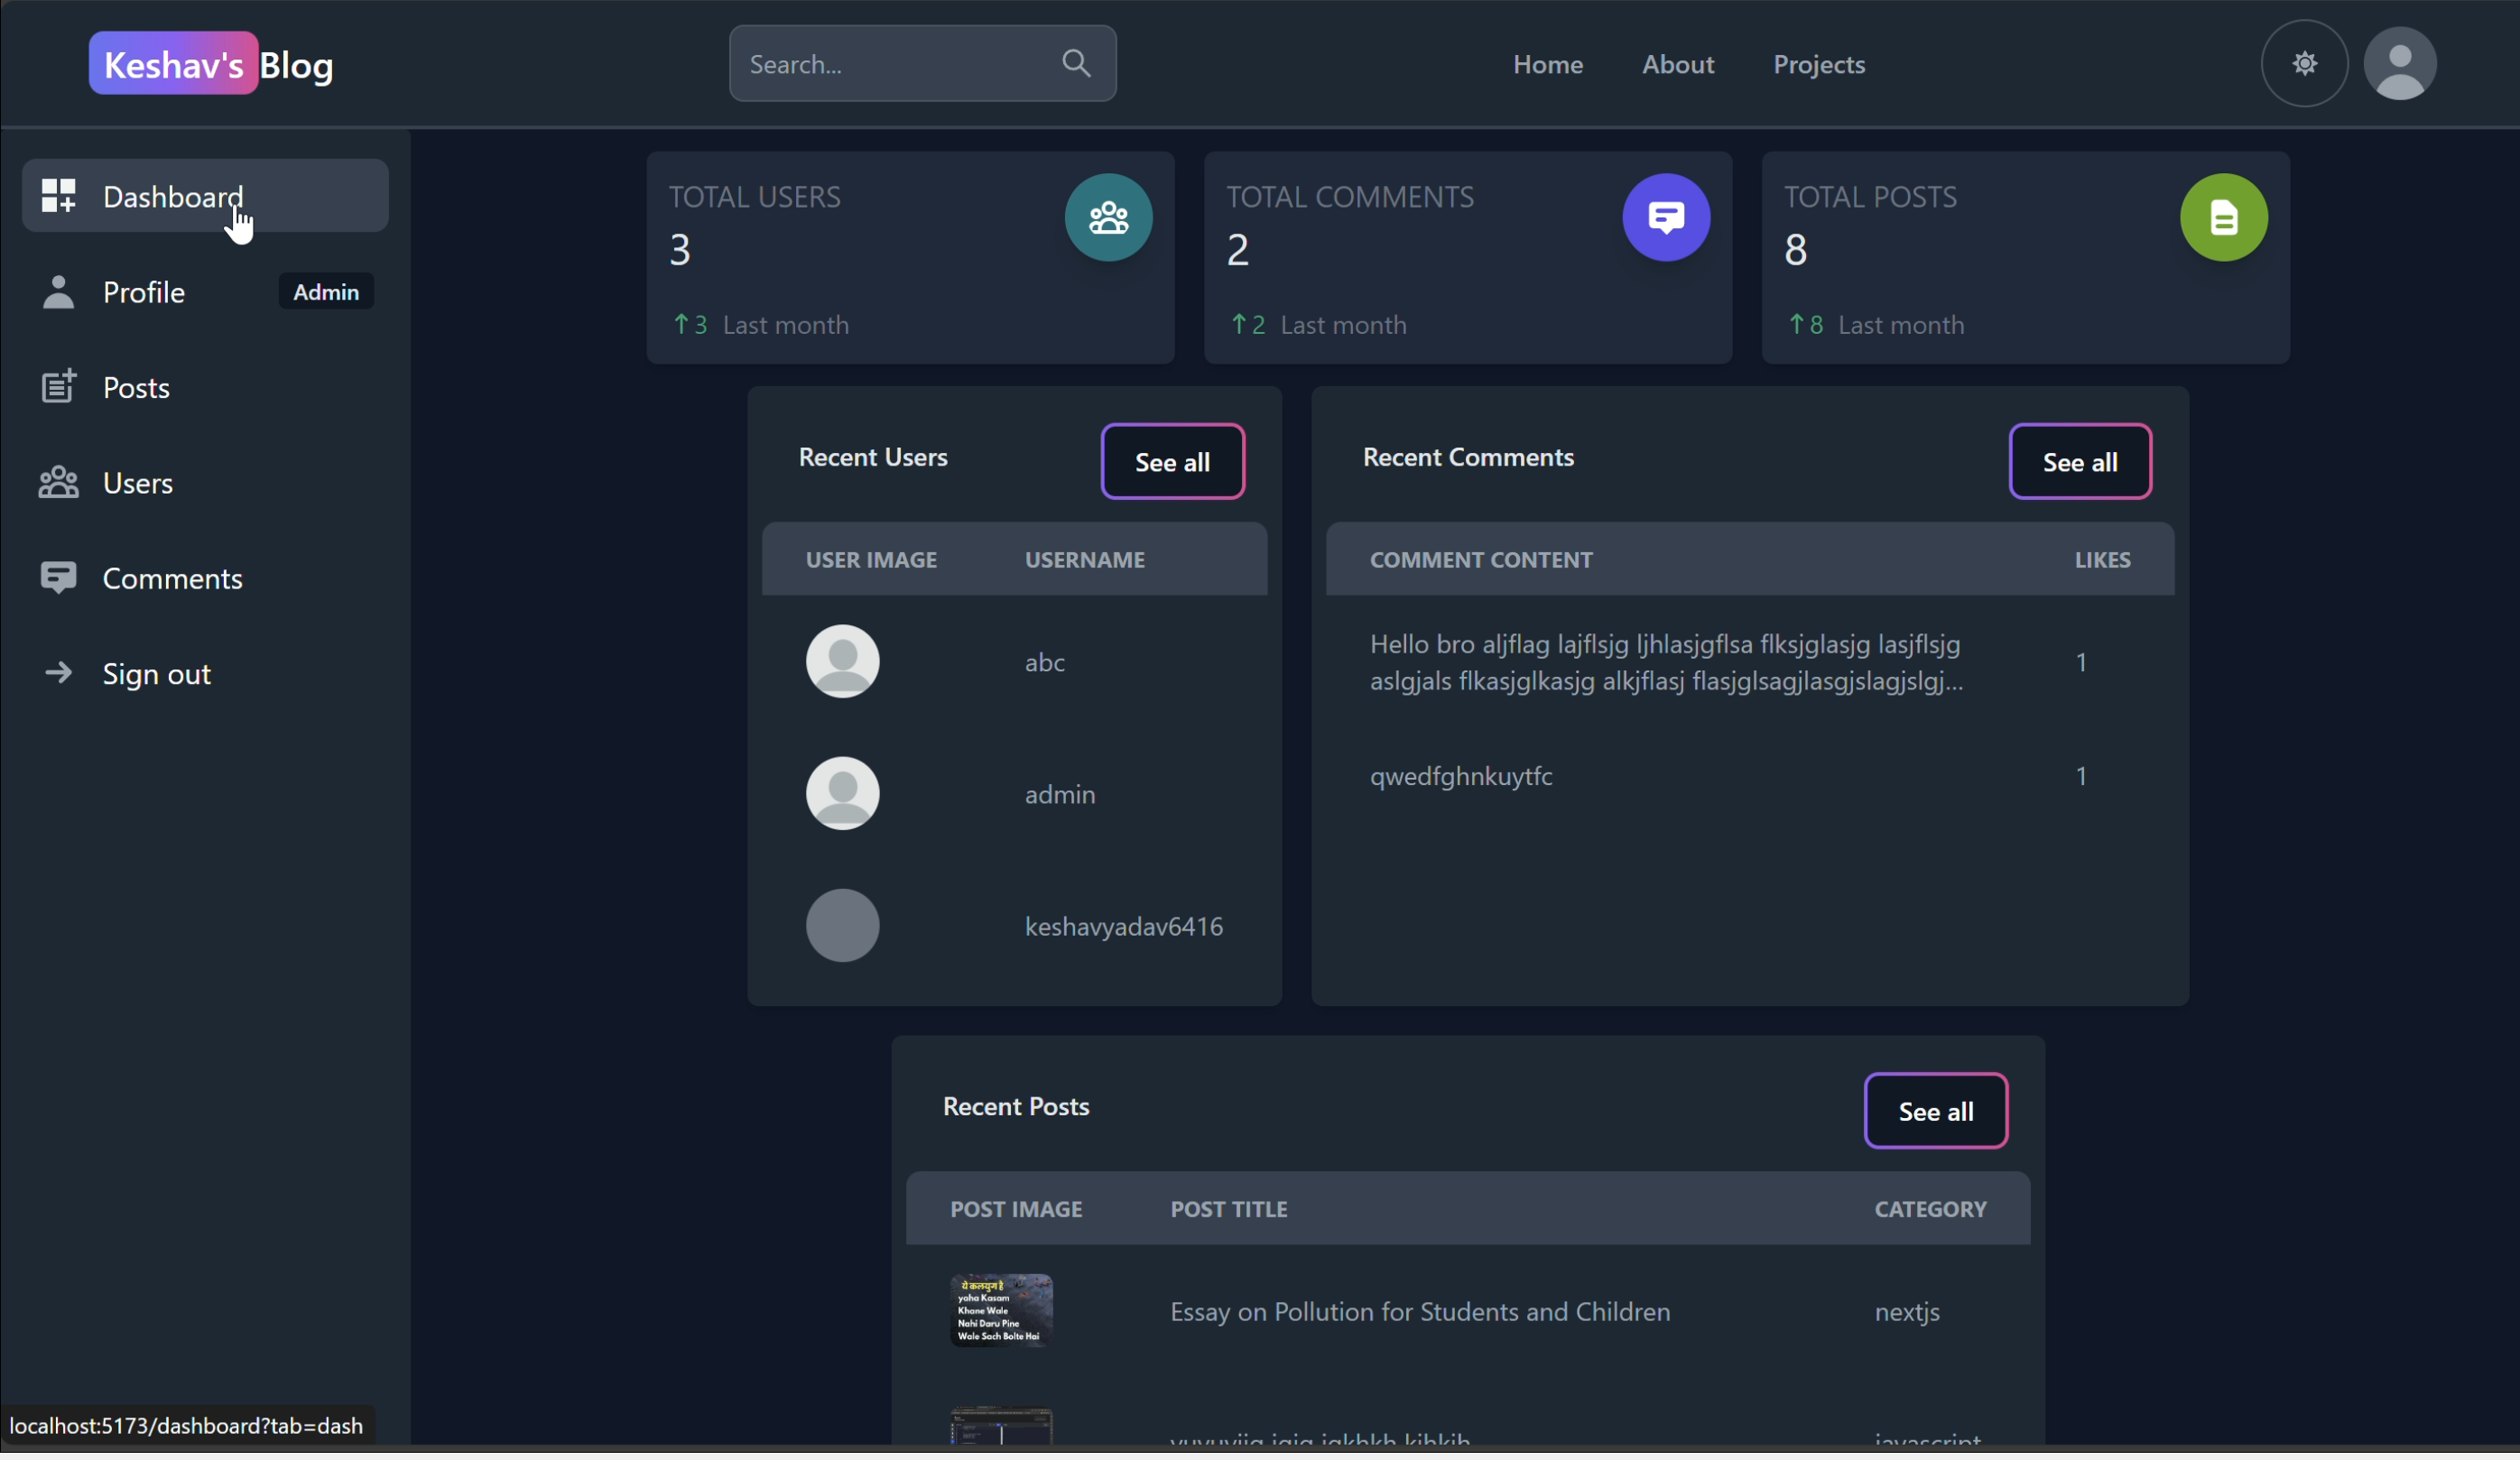 Keshav's Blog
Search...
Home
About
Projects
Dashboard
Profile
Admin
Posts
Users
Comments
Sign out
TOTAL USERS
3
3 Last month
TOTAL COMMENTS
2
2 Last month
TOTAL POSTS
8
8 Last month
Recent Users
See all
USER IMAGE USERNAME
abc
admin
keshavyadav6416
Recent Comments
See all
COMMENT CONTENT LIKES
Hello bro aljflag lajflsjg ljhlasjgflsa flksjglasjg lasjflsjg
aslgjals flkasjglkasjg alkjflasj flasjglsagjlasgjslagjslgj...
1
qwedfghnkuytfc 1
Recent Posts
See all
POST IMAGE POST TITLE CATEGORY
ये कलयुग है
yaha Kasam
Khane Wale
Nahi Daru Pine
Wale Sach Bolte Hai
Essay on Pollution for Students and Children nextjs
javascript
localhost:5173/dashboard?tab=dash